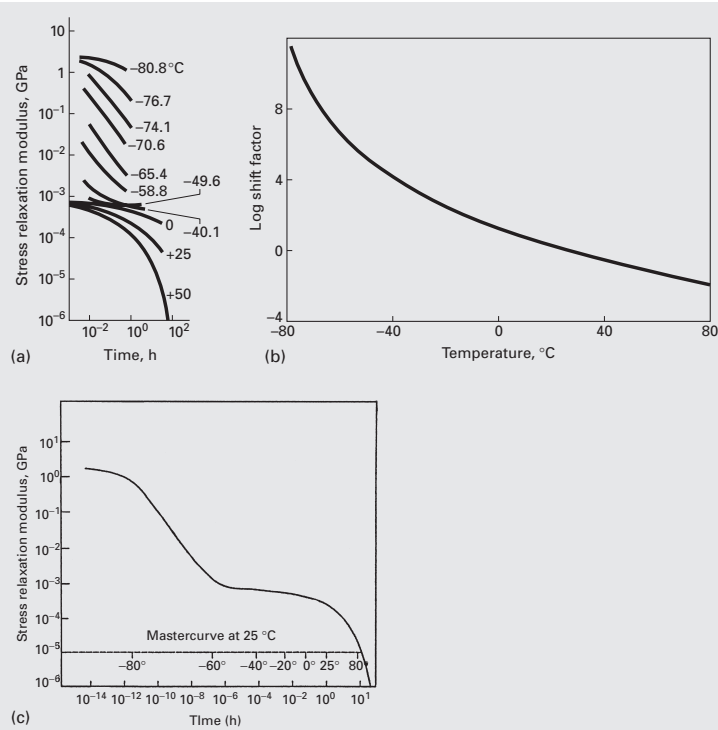 10
1
10⁻¹
10⁻²
10⁻³
10⁻⁴
10⁻⁵
10⁻⁶
Stress relaxation modulus, GPa
−80.8°C
−76.7
−74.1
−70.6
−65.4
−58.8
−49.6
−40.1
0
+25
+50
10⁻² 10⁰ 10²
Time, h
(a)
8
4
0
−4
Log shift factor
−80 −40 0 40 80
Temperature, °C
(b)
10¹
10⁰
10⁻¹
10⁻²
10⁻³
10⁻⁴
10⁻⁵
10⁻⁶
Stress relaxation modulus, GPa
Mastercurve at 25 °C
−80° −60° −40° −20° 0° 25° 80
10⁻¹⁴ 10⁻¹² 10⁻¹⁰ 10⁻⁸ 10⁻⁶ 10⁻⁴ 10⁻² 10⁰ 10¹
TIme (h)
(c)